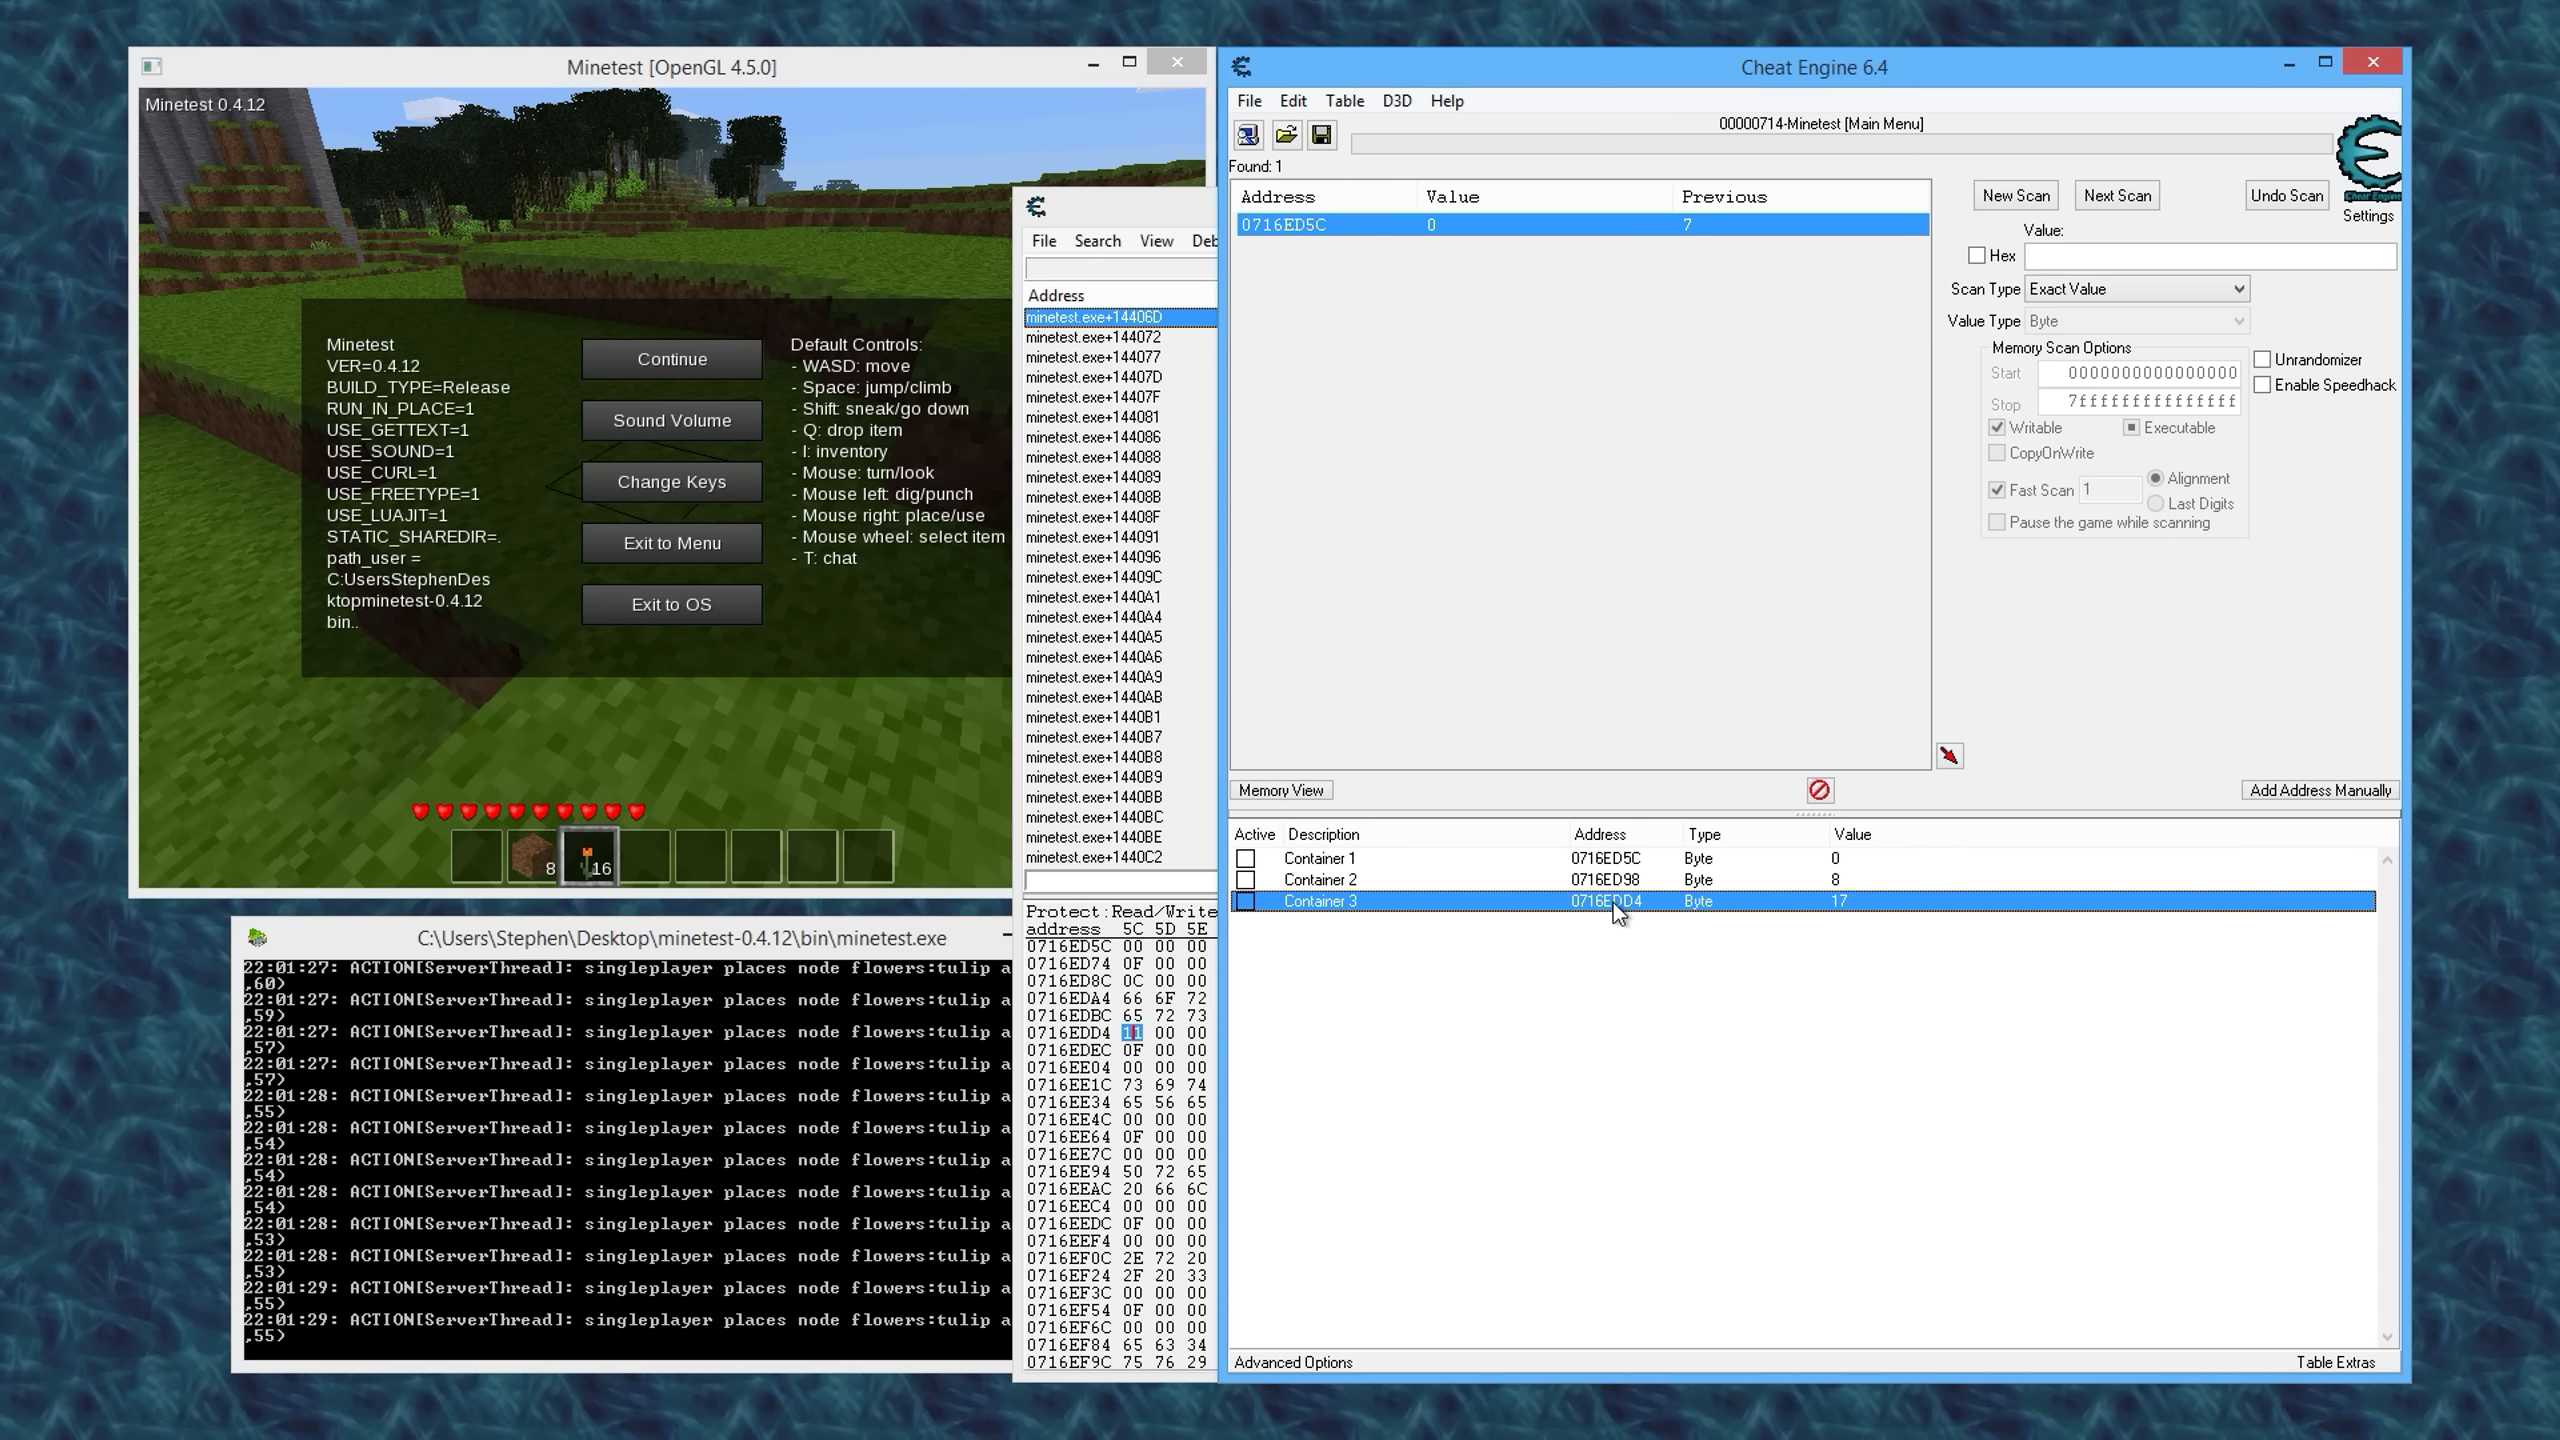 Minetest [OpenGL 4.5.0]
Minetest 0.4.12
Minetest
VER=0.4.12
BUILD_TYPE=Release
RUN_IN_PLACE=1
USE_GETTEXT=1
USE_SOUND=1
USE_CURL=1
USE_FREETYPE=1
USE_LUAJIT=1
STATIC_SHAREDIR=.
path_user =
C:UsersStephenDes
ktopminetest-0.4.12
bin..
Continue
Sound Volume
Change Keys
Exit to Menu
Exit to OS
Default Controls:
- WASD: move
- Space: jump/climb
- Shift: sneak/go down
- Q: drop item
- I: inventory
- Mouse: turn/look
- Mouse left: dig/punch
- Mouse right: place/use
- Mouse wheel: select item
- T: chat
8
16
C:\Users\Stephen\Desktop\minetest-0.4.12\bin\minetest.exe
22:01:27: ACTION[ServerThread]: singleplayer places node flowers:tulip a
,60)
22:01:27: ACTION[ServerThread]: singleplayer places node flowers:tulip a
,59)
22:01:27: ACTION[ServerThread]: singleplayer places node flowers:tulip a
,57)
22:01:27: ACTION[ServerThread]: singleplayer places node flowers:tulip a
,57)
22:01:28: ACTION[ServerThread]: singleplayer places node flowers:tulip a
,55)
22:01:28: ACTION[ServerThread]: singleplayer places node flowers:tulip a
,54)
22:01:28: ACTION[ServerThread]: singleplayer places node flowers:tulip a
,54)
22:01:28: ACTION[ServerThread]: singleplayer places node flowers:tulip a
,54)
22:01:28: ACTION[ServerThread]: singleplayer places node flowers:tulip a
,53)
22:01:28: ACTION[ServerThread]: singleplayer places node flowers:tulip a
,53)
22:01:29: ACTION[ServerThread]: singleplayer places node flowers:tulip a
,55)
22:01:29: ACTION[ServerThread]: singleplayer places node flowers:tulip a
,55)
File Search View Deb
Address
minetest.exe+14406D
minetest.exe+144072
minetest.exe+144077
minetest.exe+14407D
minetest.exe+14407F
minetest.exe+144081
minetest.exe+144086
minetest.exe+144088
minetest.exe+144089
minetest.exe+14408B
minetest.exe+14408F
minetest.exe+144091
minetest.exe+144096
minetest.exe+14409C
minetest.exe+1440A1
minetest.exe+1440A4
minetest.exe+1440A5
minetest.exe+1440A6
minetest.exe+1440A9
minetest.exe+1440AB
minetest.exe+1440B1
minetest.exe+1440B7
minetest.exe+1440B8
minetest.exe+1440B9
minetest.exe+1440BB
minetest.exe+1440BC
minetest.exe+1440BE
minetest.exe+1440C2
Protect:Read/Write
address 5C 5D 5E
0716ED5C 00 00 00
0716ED74 0F 00 00
0716ED8C 0C 00 00
0716EDA4 66 6F 72
0716EDBC 65 72 73
0716EDD4 11 00 00
0716EDEC 0F 00 00
0716EE04 00 00 00
0716EE1C 73 69 74
0716EE34 65 56 65
0716EE4C 00 00 00
0716EE64 0F 00 00
0716EE7C 00 00 00
0716EE94 50 72 65
0716EEAC 20 66 6C
0716EEC4 00 00 00
0716EEDC 0F 00 00
0716EEF4 00 00 00
0716EF0C 2E 72 20
0716EF24 2F 20 33
0716EF3C 00 00 00
0716EF54 0F 00 00
0716EF6C 00 00 00
0716EF84 65 63 34
0716EF9C 75 76 29
Cheat Engine 6.4
File Edit Table D3D Help
00000714-Minetest [Main Menu]
Found: 1
Address Value Previous
0716ED5C 0 7
New Scan Next Scan Undo Scan
Cheat Engine
Settings
Value:
Hex
Scan Type Exact Value
Value Type Byte
Memory Scan Options
Start 0000000000000000
Stop 7fffffffffffffff
Writable Executable
CopyOnWrite
Fast Scan 1 Alignment
Last Digits
Pause the game while scanning
Unrandomizer
Enable Speedhack
Memory View Add Address Manually
Active Description Address Type Value
Container 1 0716ED5C Byte 0
Container 2 0716ED98 Byte 8
Container 3 0716EDD4 Byte 17
Advanced Options Table Extras